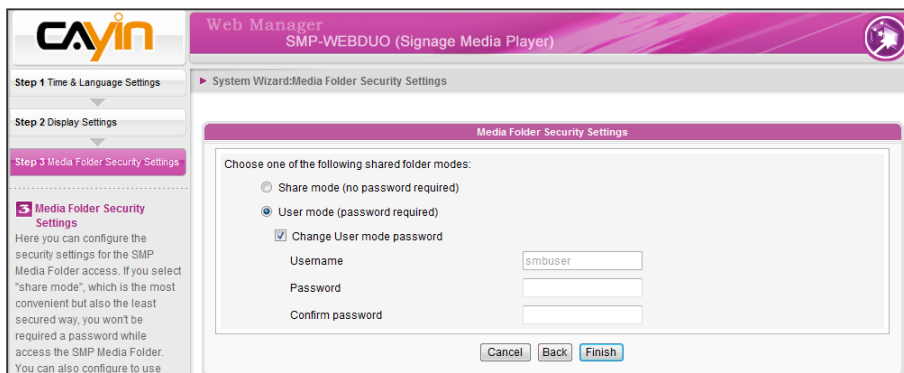 CAYIN
Web Manager
SMP-WEBDUO (Signage Media Player)
Step 1 Time & Language Settings
Step 2 Display Settings
Step 3 Media Folder Security Settings
3 Media Folder Security
Settings
Here you can configure the
security settings for the SMP
Media Folder access. If you select
"share mode", which is the most
convenient but also the least
secured way, you won't be
required a password while
access the SMP Media Folder.
You can also configure to use
System Wizard:Media Folder Security Settings
Media Folder Security Settings
Choose one of the following shared folder modes:
Share mode (no password required)
User mode (password required)
Change User mode password
Username smbuser
Password
Confirm password
Cancel Back Finish